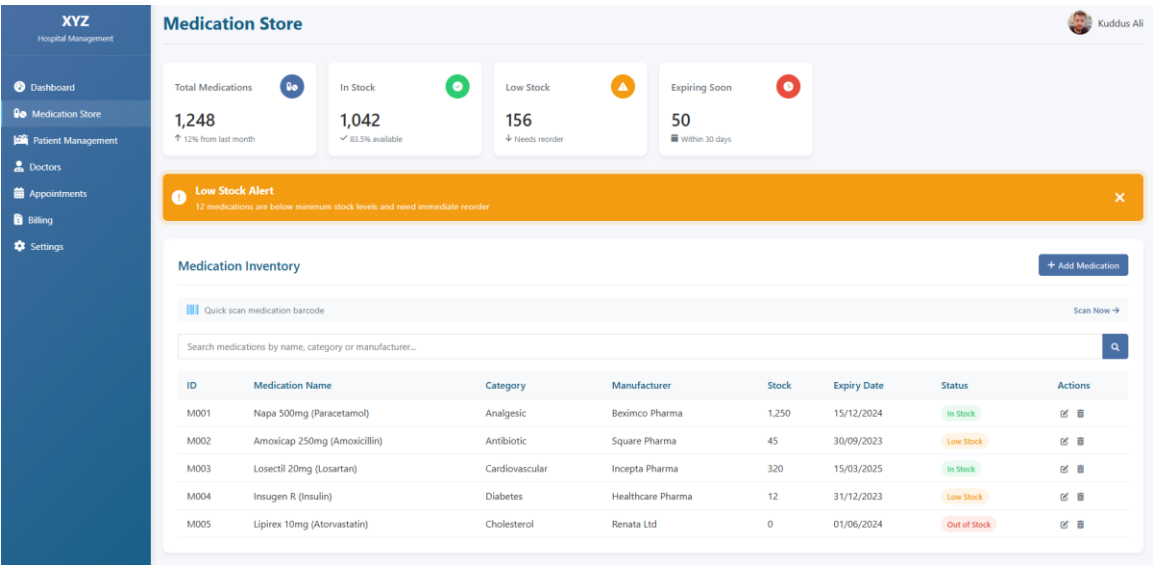 XYZ
Hospital Management
Dashboard
Medication Store
Patient Management
Doctors
Appointments
Billing
Settings
Medication Store
Kuddus Ali
Total Medications
1,248
12% from last month
In Stock
1,042
83.5% available
Low Stock
156
Needs reorder
Expiring Soon
50
Within 30 days
Low Stock Alert
12 medications are below minimum stock levels and need immediate reorder
Medication Inventory
+ Add Medication
Quick scan medication barcode
Scan Now →
Search medications by name, category or manufacturer...
ID Medication Name Category Manufacturer Stock Expiry Date Status Actions
M001 Napa 500mg (Paracetamol) Analgesic Beximco Pharma 1,250 15/12/2024 In Stock
M002 Amoxicap 250mg (Amoxicillin) Antibiotic Square Pharma 45 30/09/2023 Low Stock
M003 Losectil 20mg (Losartan) Cardiovascular Incepta Pharma 320 15/03/2025 In Stock
M004 Insugen R (Insulin) Diabetes Healthcare Pharma 12 31/12/2023 Low Stock
M005 Lipirex 10mg (Atorvastatin) Cholesterol Renata Ltd 0 01/06/2024 Out of Stock